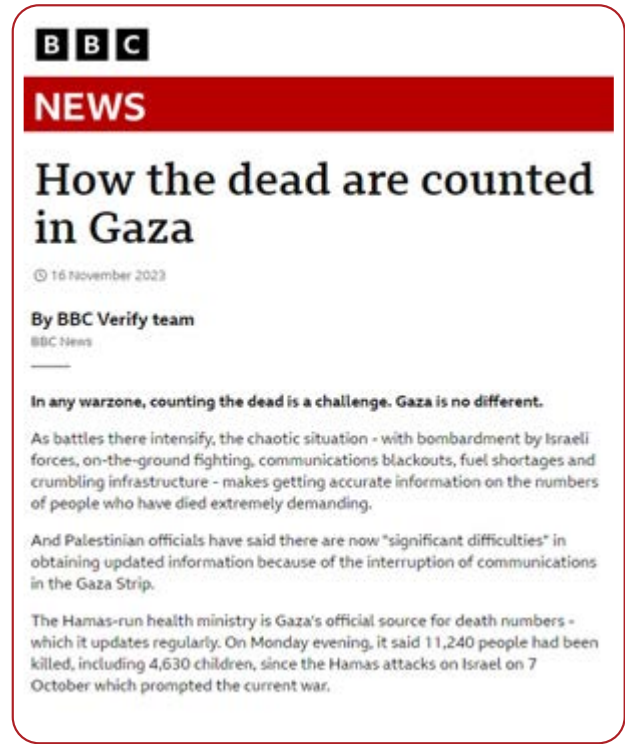 BBC
NEWS
How the dead are counted
in Gaza
16 November 2023
By BBC Verify team
BBC News
In any warzone, counting the dead is a challenge. Gaza is no different.
As battles there intensify, the chaotic situation - with bombardment by Israeli
forces, on-the-ground fighting, communications blackouts, fuel shortages and
crumbling infrastructure - makes getting accurate information on the numbers
of people who have died extremely demanding.
And Palestinian officials have said there are now "significant difficulties" in
obtaining updated information because of the interruption of communications
in the Gaza Strip.
The Hamas-run health ministry is Gaza's official source for death numbers -
which it updates regularly. On Monday evening, it said 11,240 people had been
killed, including 4,630 children, since the Hamas attacks on Israel on 7
October which prompted the current war.